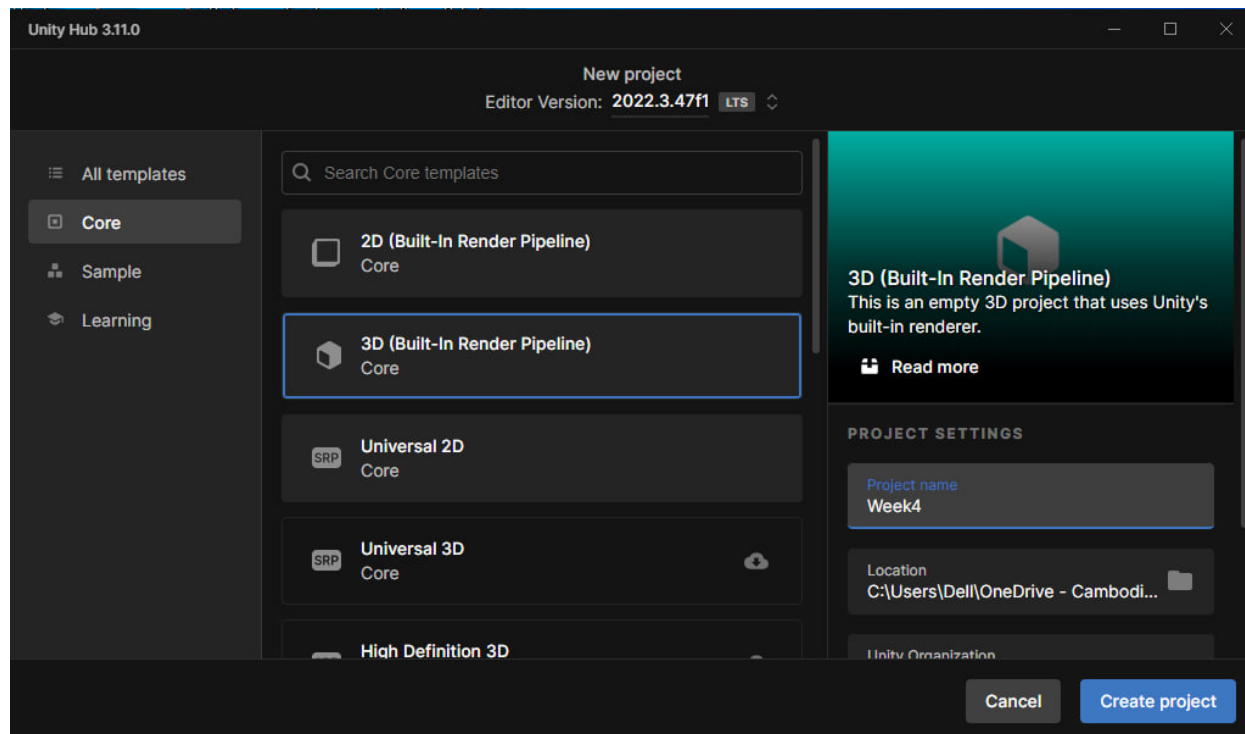 Unity Hub 3.11.0
New project
Editor Version: 2022.3.47f1 LTS
All templates
Core
Sample
Learning
Search Core templates
2D (Built-In Render Pipeline)
Core
3D (Built-In Render Pipeline)
Core
SRP
Universal 2D
Core
SRP
Universal 3D
Core
High Definition 3D
3D (Built-In Render Pipeline)
This is an empty 3D project that uses Unity's
built-in renderer.
Read more
PROJECT SETTINGS
Project name
Week4
Location
C:\Users\Dell\OneDrive - Cambodi...
Unity Organization
Cancel
Create project